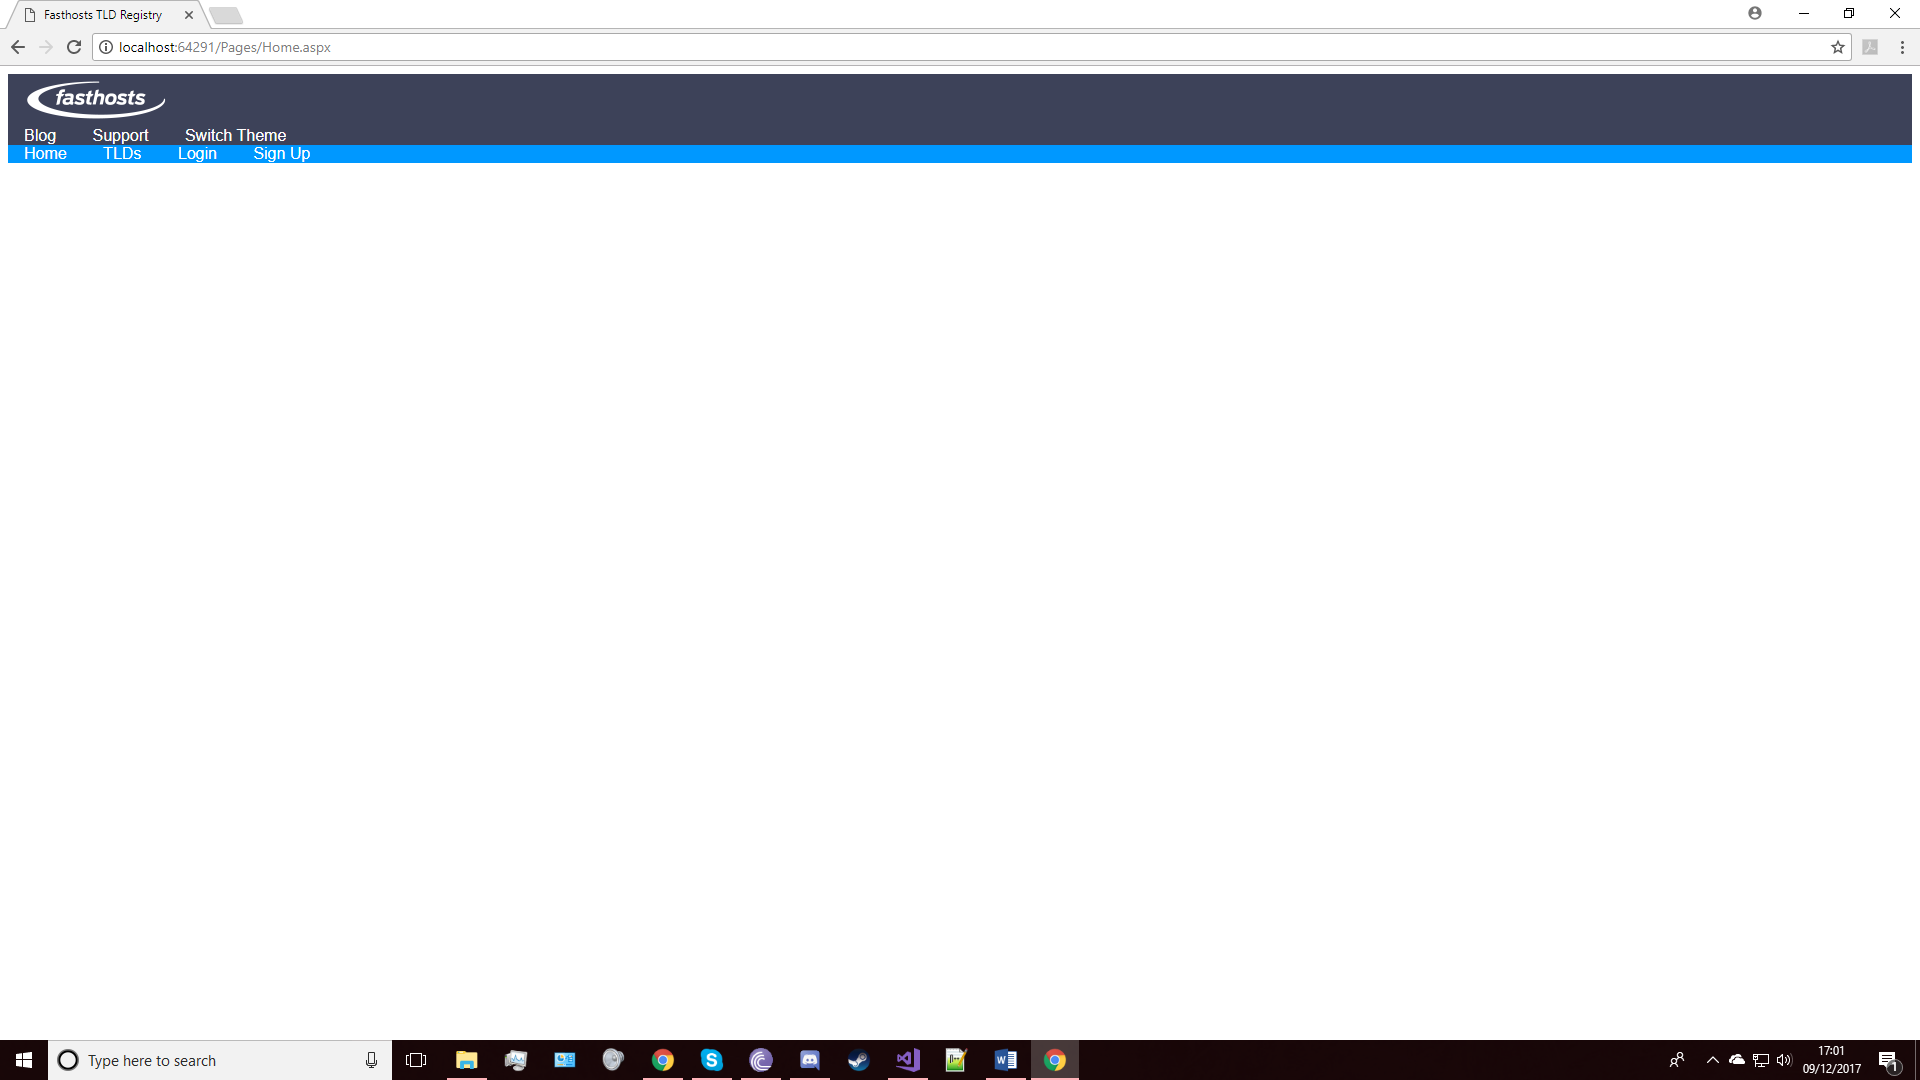 Fasthosts TLD Registry
localhost:64291/Pages/Home.aspx
fasthosts
Blog Support Switch Theme
Home TLDs Login Sign Up
Type here to search
17:01
09/12/2017
1